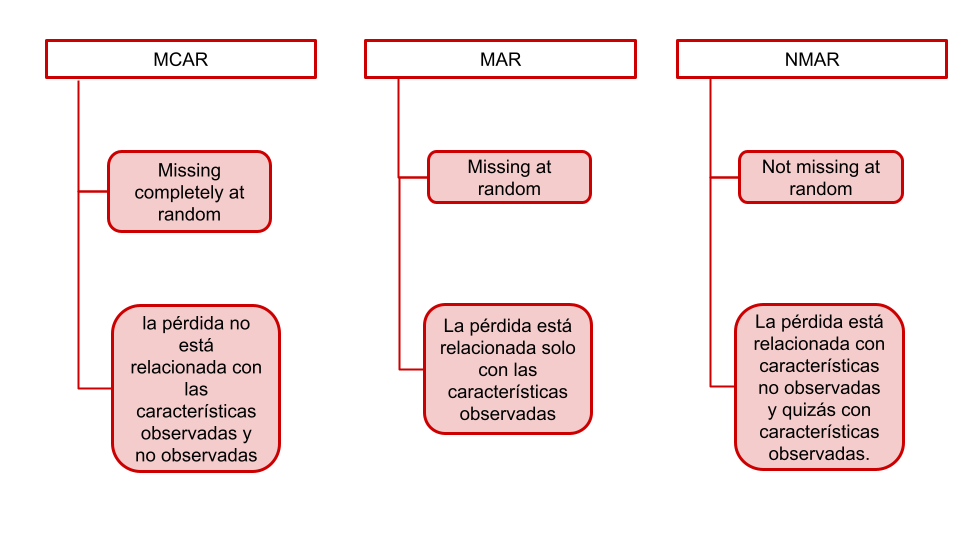 MCAR
MAR
NMAR
Missing
completely at
random
Missing at
random
Not missing at
random
la pérdida no
está
relacionada con
las
características
observadas y
no observadas
La pérdida está
relacionada solo
con las
características
observadas
La pérdida está
relacionada con
características
no observadas
y quizás con
características
observadas.